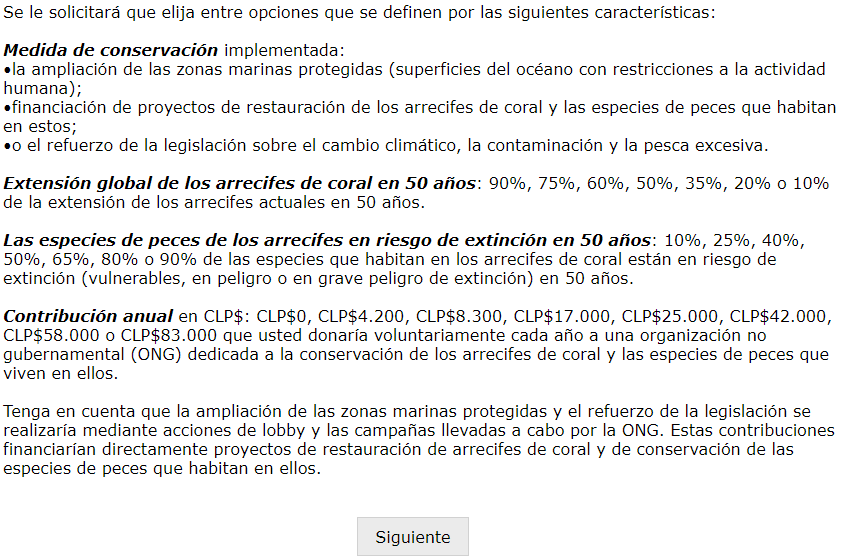 Se le solicitará que elija entre opciones que se definen por las siguientes características:
Medida de conservación implementada:
•la ampliación de las zonas marinas protegidas (superficies del océano con restricciones a la actividad
humana);
•financiación de proyectos de restauración de los arrecifes de coral y las especies de peces que habitan
en estos;
•o el refuerzo de la legislación sobre el cambio climático, la contaminación y la pesca excesiva.
Extensión global de los arrecifes de coral en 50 años: 90%, 75%, 60%, 50%, 35%, 20% o 10%
de la extensión de los arrecifes actuales en 50 años.
Las especies de peces de los arrecifes en riesgo de extinción en 50 años: 10%, 25%, 40%,
50%, 65%, 80% o 90% de las especies que habitan en los arrecifes de coral están en riesgo de
extinción (vulnerables, en peligro o en grave peligro de extinción) en 50 años.
Contribución anual en CLP$: CLP$0, CLP$4.200, CLP$8.300, CLP$17.000, CLP$25.000, CLP$42.000,
CLP$58.000 o CLP$83.000 que usted donaría voluntariamente cada año a una organización no
gubernamental (ONG) dedicada a la conservación de los arrecifes de coral y las especies de peces que
viven en ellos.
Tenga en cuenta que la ampliación de las zonas marinas protegidas y el refuerzo de la legislación se
realizaría mediante acciones de lobby y las campañas llevadas a cabo por la ONG. Estas contribuciones
financiarían directamente proyectos de restauración de arrecifes de coral y de conservación de las
especies de peces que habitan en ellos.
Siguiente